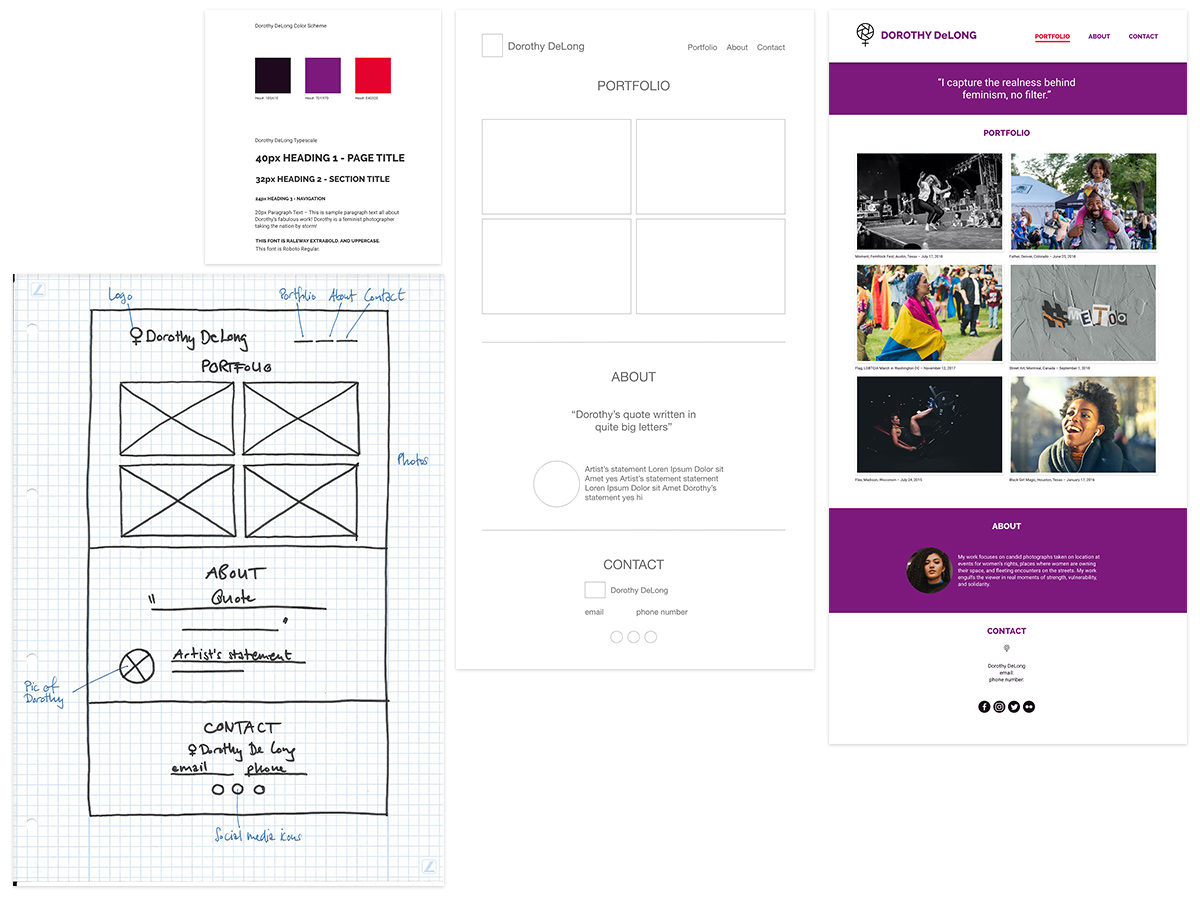 Dorothy DeLong Color Scheme
Dorothy DeLong Typescale
40px HEADING 1 - PAGE TITLE
32px HEADING 2 - SECTION TITLE
24px HEADING 3 - NAVIGATION
20px Paragraph Text – This is sample paragraph text all about
Dorothy's fabulous work! Dorothy is a feminist photographer
taking the nation by storm!
THIS FONT IS RALEWAY EXTRABOLD. AND UPPERCASE.
This font is Roboto Regular.
Logo
Portfolio About Contact
Dorothy DeLong
PORTFOLIO
Photos
ABOUT
" Quote
"
Artist's statement
Pic of
Dorothy
CONTACT
Dorothy De Long
email phone
Social media icons
Dorothy DeLong
Portfolio About Contact
PORTFOLIO
ABOUT
“Dorothy's quote written in
quite big letters”
Artist's statement Loren Ipsum Dolor sit
Amet yes Artist's statement statement
Loren Ipsum Dolor sit Amet Dorothy's
statement yes hi
CONTACT
Dorothy DeLong
email phone number
DOROTHY DeLONG
PORTFOLIO ABOUT CONTACT
“I capture the realness behind
feminism, no filter.”
PORTFOLIO
Moment, FemRock Fest, Austin, Texas – July 17, 2018
Father, Denver, Colorado – June 23, 2018
#METOO
Flag, LGBTQIA March in Washington DC – November 12, 2017
Street Art, Montreal, Canada – September 1, 2018
Flex, Madison, Wisconsin – July 24, 2015
Black Girl Magic, Houston, Texas – January 17, 2016
ABOUT
My work focuses on candid photographs taken on location at
events for women's rights, places where women are owning
their space, and fleeting encounters on the streets. My work
engulfs the viewer in real moments of strength, vulnerability,
and solidarity.
CONTACT
Dorothy DeLong
email:
phone number: